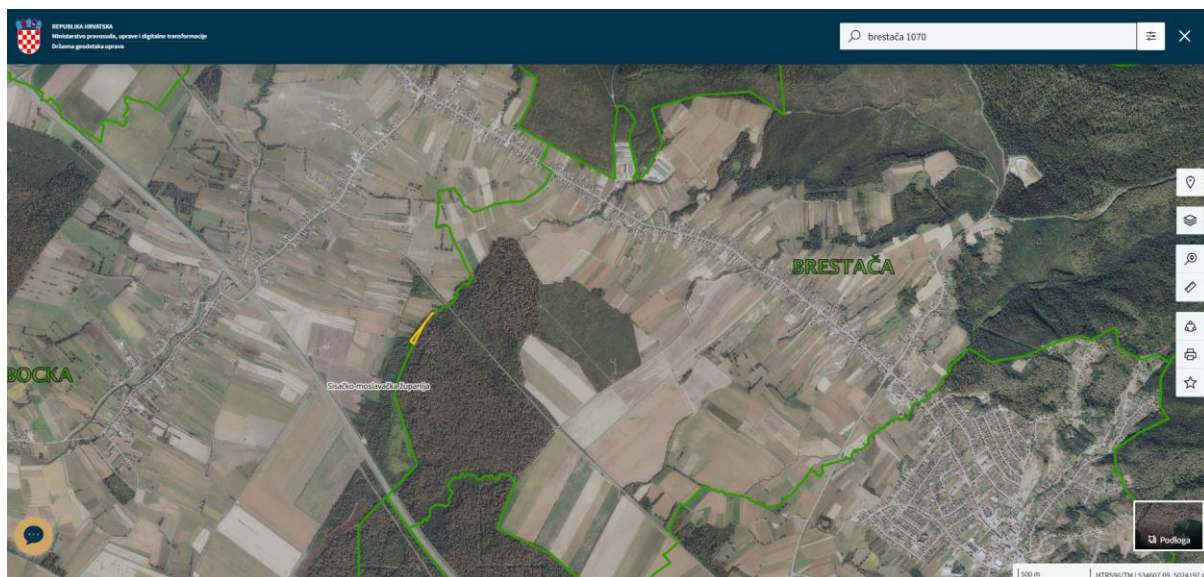 REPUBLIKA HRVATSKA
Ministarstvo pravosuđa, uprave i digitalne transformacije
Državna geodetska uprava
brestača 1070
BRESTAČA
BOCKA
Sisačko-moslavačka županija
Podloga
500 m
HTRS96/TM | 534607.09, 5024197.